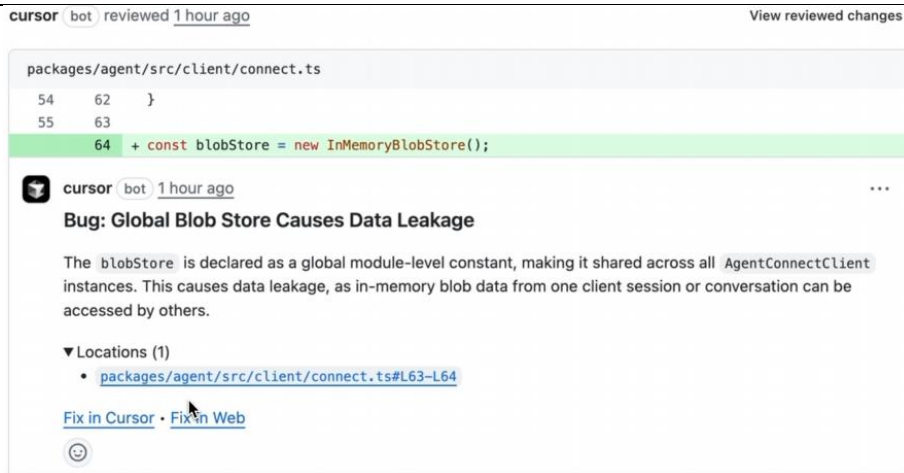 cursor bot reviewed 1 hour ago View reviewed changes
packages/agent/src/client/connect.ts
54 62 }
55 63
64 + const blobStore = new InMemoryBlobStore();
cursor bot 1 hour ago ...
Bug: Global Blob Store Causes Data Leakage
The blobStore is declared as a global module-level constant, making it shared across all AgentConnectClient
instances. This causes data leakage, as in-memory blob data from one client session or conversation can be
accessed by others.
▼ Locations (1)
• packages/agent/src/client/connect.ts#L63-L64
Fix in Cursor • Fix in Web